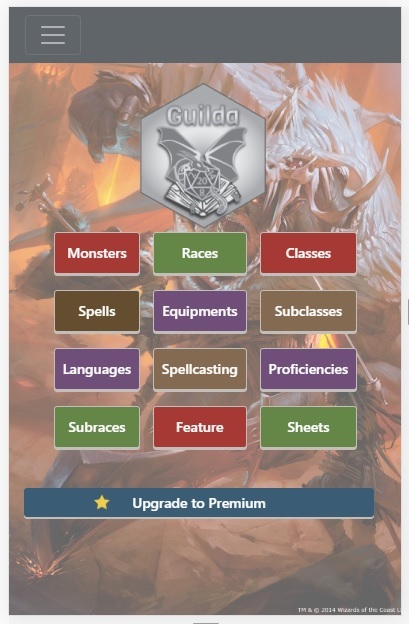 Guilda
20
Monsters Races Classes
Spells Equipments Subclasses
Languages Spellcasting Proficiencies
Subraces Feature Sheets
Upgrade to Premium
TM & © 2014 Wizards of the Coast L